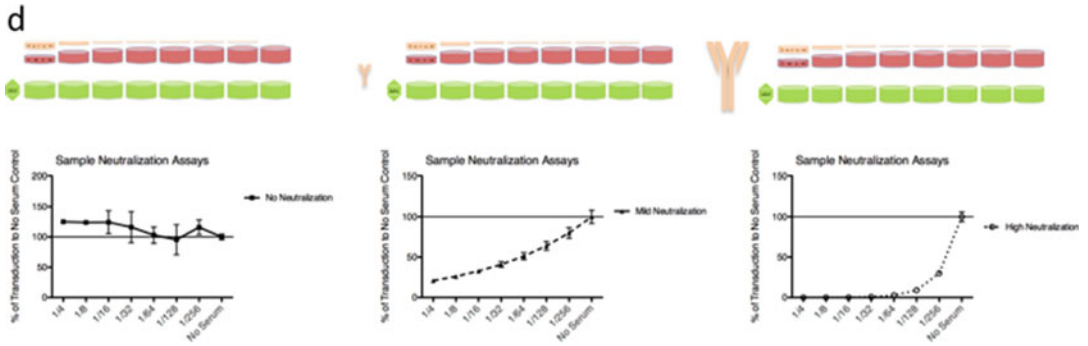 d
Serum
Serum
Serum
Sample Neutralization Assays
% of Transduction to No Serum Control
200
150
100
50
0
1/4
1/8
1/16
1/32
1/64
1/128
1/256
No Serum
No Neutralization
Sample Neutralization Assays
% of Transduction to No Serum Control
150
100
50
0
1/4
1/8
1/16
1/32
1/64
1/128
1/256
No Serum
Mild Neutralization
Sample Neutralization Assays
% of Transduction to No Serum Control
150
100
50
0
1/4
1/8
1/16
1/32
1/64
1/128
1/256
No Serum
High Neutralization